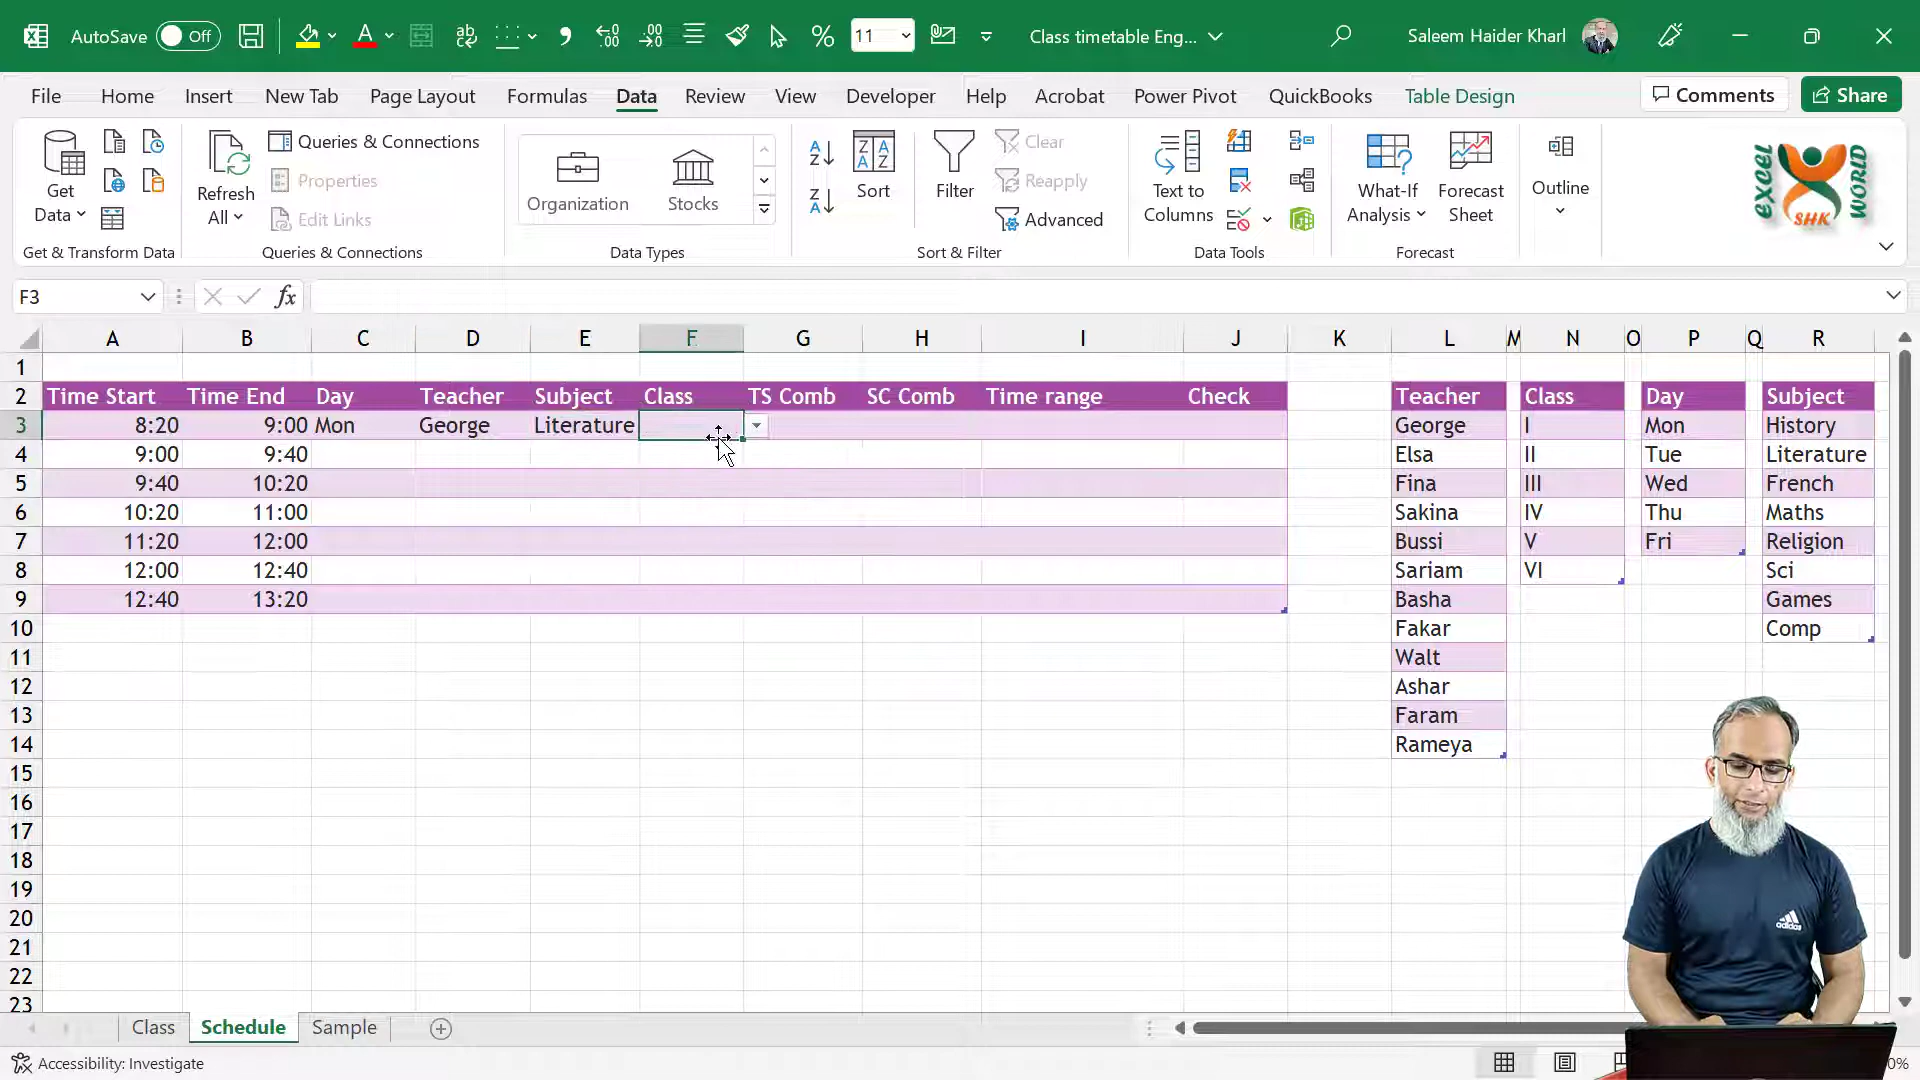 AutoSave Off 11 Class timetable Eng... Saleem Haider Kharl
File Home Insert New Tab Page Layout Formulas Data Review View Developer Help Acrobat Power Pivot QuickBooks Table Design Comments Share
Get Data
Refresh All
Queries & Connections
Properties
Edit Links
Organization Stocks
Sort
Filter
Clear
Reapply
Advanced
Text to Columns
What-If Analysis
Forecast Sheet
Outline
EXCEL SHK WORLD
Get & Transform Data Queries & Connections Data Types Sort & Filter Data Tools Forecast
F3 fx
A B C D E F G H I J K L M N O P Q R
1
2 Time Start Time End Day Teacher Subject Class TS Comb SC Comb Time range Check Teacher Class Day Subject
3 8:20 9:00 Mon George Literature George I Mon History
4 9:00 9:40 Elsa II Tue Literature
5 9:40 10:20 Fina III Wed French
6 10:20 11:00 Sakina IV Thu Maths
7 11:20 12:00 Bussi V Fri Religion
8 12:00 12:40 Sariam VI Sci
9 12:40 13:20 Basha Games
10 Fakar Comp
11 Walt
12 Ashar
13 Faram
14 Rameya
15
16
17
18
19
20
21
22
23
Class Schedule Sample
Accessibility: Investigate
adidas
0%